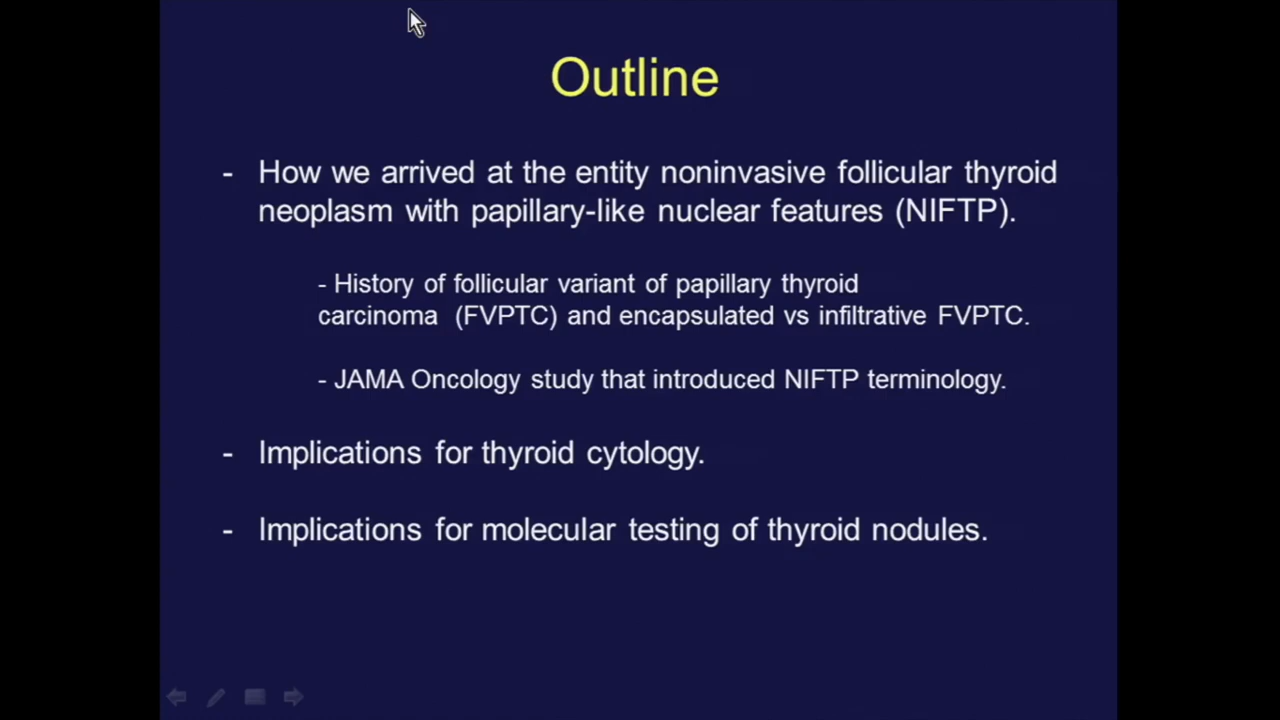 Outline
- How we arrived at the entity noninvasive follicular thyroid
neoplasm with papillary-like nuclear features (NIFTP).
- History of follicular variant of papillary thyroid
carcinoma (FVPTC) and encapsulated vs infiltrative FVPTC.
- JAMA Oncology study that introduced NIFTP terminology.
- Implications for thyroid cytology.
- Implications for molecular testing of thyroid nodules.